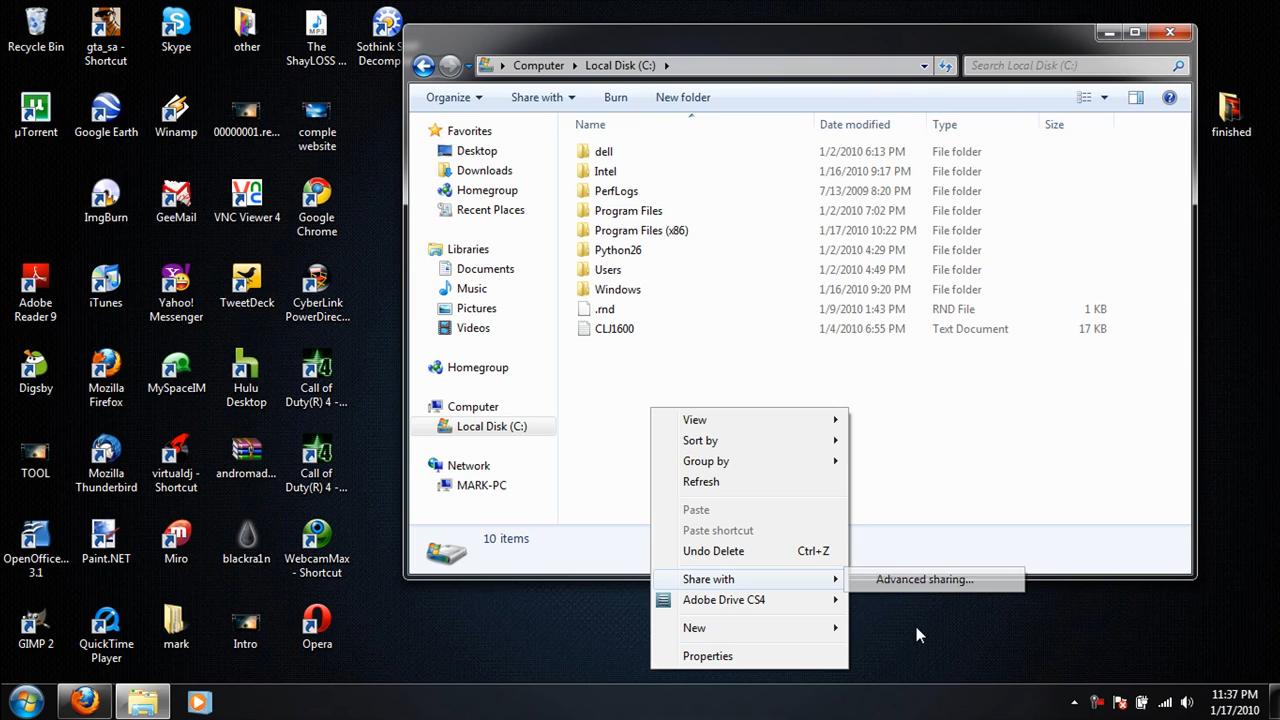 Recycle Bin
gta_sa -
Shortcut
Skype
other
The
ShayLOSS ...
Sothink S
Decomp
µTorrent
Google Earth
Winamp
00000001.re...
comple
website
ImgBurn
GeeMail
VNC Viewer 4
Google
Chrome
Adobe
Reader 9
iTunes
Yahoo!
Messenger
TweetDeck
CyberLink
PowerDirec...
Digsby
Mozilla
Firefox
MySpaceIM
Hulu
Desktop
Call of
Duty(R) 4 -...
TOOL
Mozilla
Thunderbird
virtualdj -
Shortcut
andromad...
Call of
Duty(R) 4 -...
OpenOffice...
3.1
Paint.NET
Miro
blackra1n
WebcamMax
- Shortcut
GIMP 2
QuickTime
Player
mark
Intro
Opera
finished
Computer
Local Disk (C:)
Search Local Disk (C:)
Organize
Share with
Burn
New folder
Favorites
Desktop
Downloads
Homegroup
Recent Places
Libraries
Documents
Music
Pictures
Videos
Homegroup
Computer
Local Disk (C:)
Network
MARK-PC
Name Date modified Type Size
dell 1/2/2010 6:13 PM File folder
Intel 1/16/2010 9:17 PM File folder
PerfLogs 7/13/2009 8:20 PM File folder
Program Files 1/2/2010 7:02 PM File folder
Program Files (x86) 1/17/2010 10:22 PM File folder
Python26 1/2/2010 4:29 PM File folder
Users 1/2/2010 4:49 PM File folder
Windows 1/16/2010 9:20 PM File folder
.rnd 1/9/2010 1:43 PM RND File 1 KB
CLJ1600 1/4/2010 6:55 PM Text Document 17 KB
10 items
View
Sort by
Group by
Refresh
Paste
Paste shortcut
Undo Delete Ctrl+Z
Share with
Adobe Drive CS4
New
Properties
Advanced sharing...
11:37 PM
1/17/2010